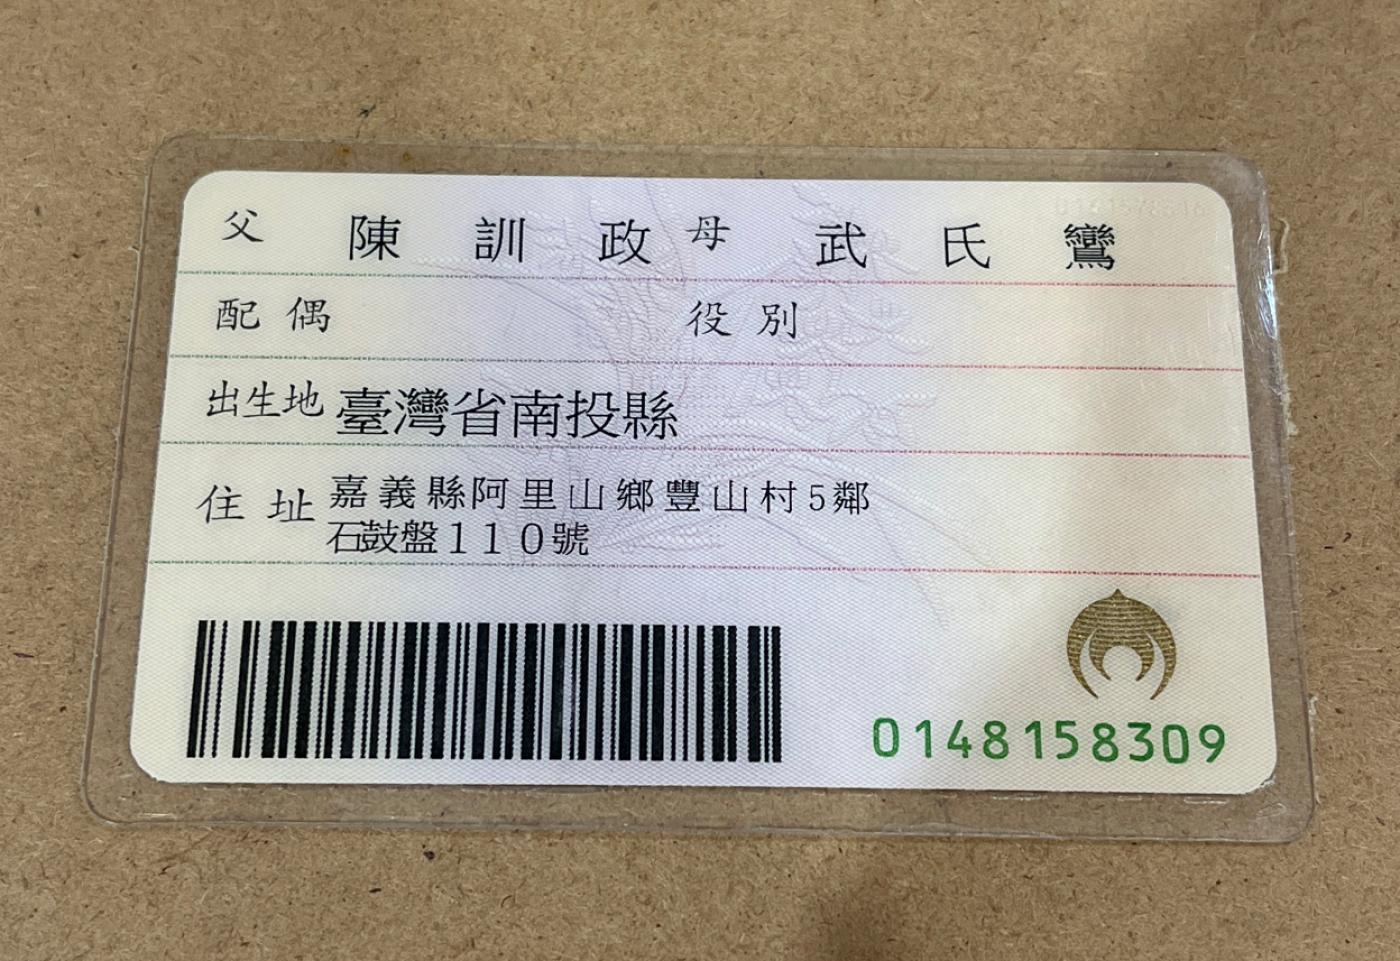 父 陳訓政 母 武氏鸞
配偶 役別
出生地 臺灣省南投縣
住址 嘉義縣阿里山鄉豐山村5鄰
石鼓盤110號
0148158309